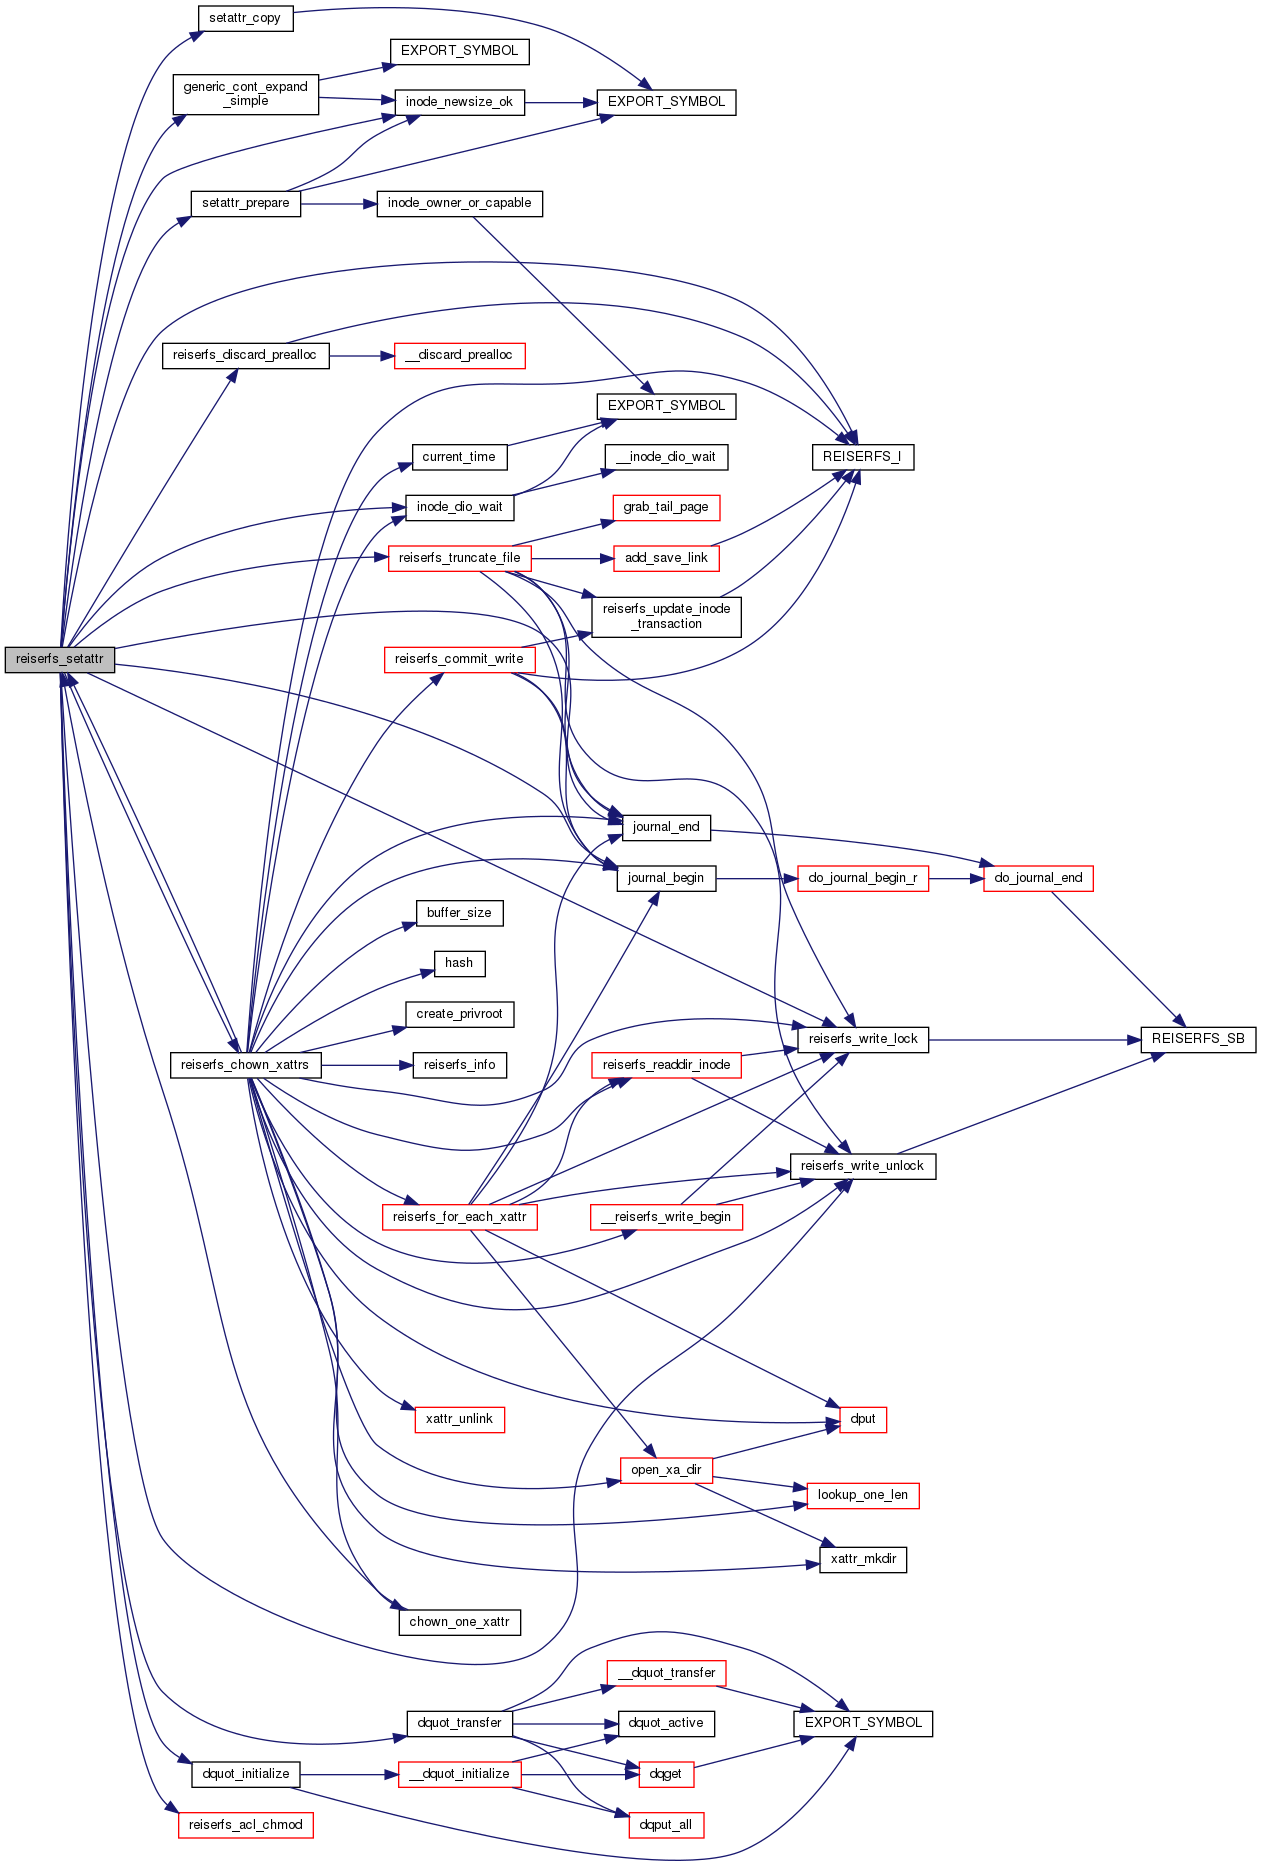 setattr_copy
EXPORT_SYMBOL
generic_cont_expand
_simple
inode_newsize_ok
EXPORT_SYMBOL
setattr_prepare
inode_owner_or_capable
reiserfs_discard_prealloc
__discard_prealloc
EXPORT_SYMBOL
current_time
__inode_dio_wait
REISERFS_I
inode_dio_wait
grab_tail_page
reiserfs_truncate_file
add_save_link
reiserfs_update_inode
_transaction
reiserfs_setattr
reiserfs_commit_write
journal_end
journal_begin
do_journal_begin_r
do_journal_end
buffer_size
hash
create_privroot
reiserfs_write_lock
REISERFS_SB
reiserfs_chown_xattrs
reiserfs_info
reiserfs_readdir_inode
reiserfs_write_unlock
reiserfs_for_each_xattr
__reiserfs_write_begin
xattr_unlink
dput
open_xa_dir
lookup_one_len
xattr_mkdir
chown_one_xattr
__dquot_transfer
dquot_transfer
dquot_active
EXPORT_SYMBOL
dquot_initialize
__dquot_initialize
dqget
reiserfs_acl_chmod
dqput_all